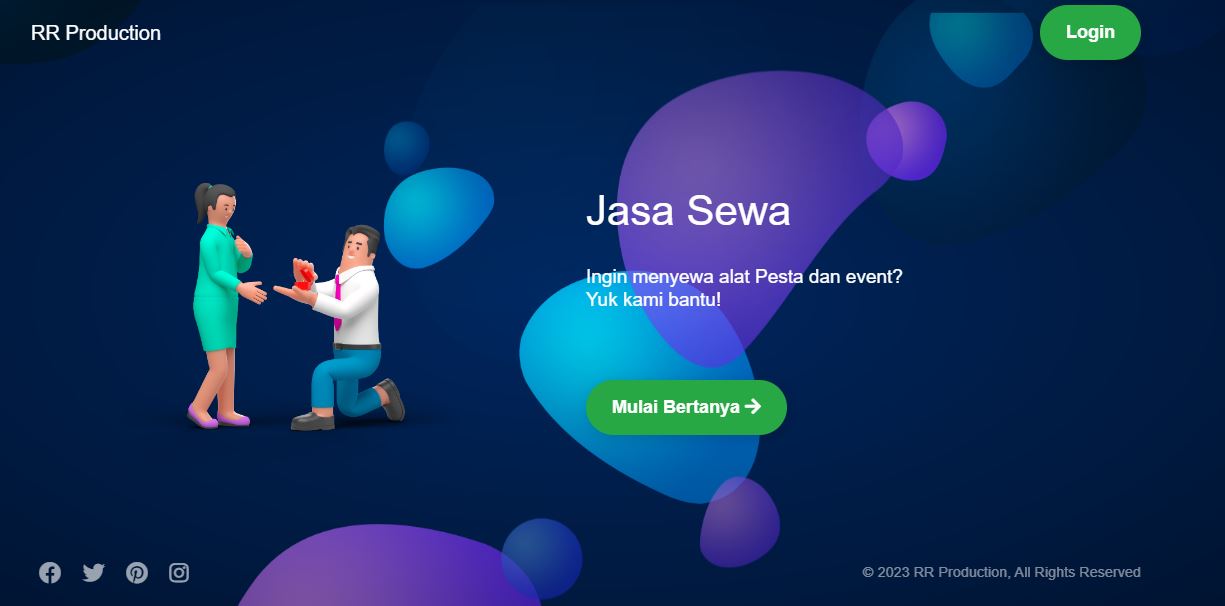 RR Production
Login
Jasa Sewa
Ingin menyewa alat Pesta dan event?
Yuk kami bantu!
Mulai Bertanya →
© 2023 RR Production, All Rights Reserved